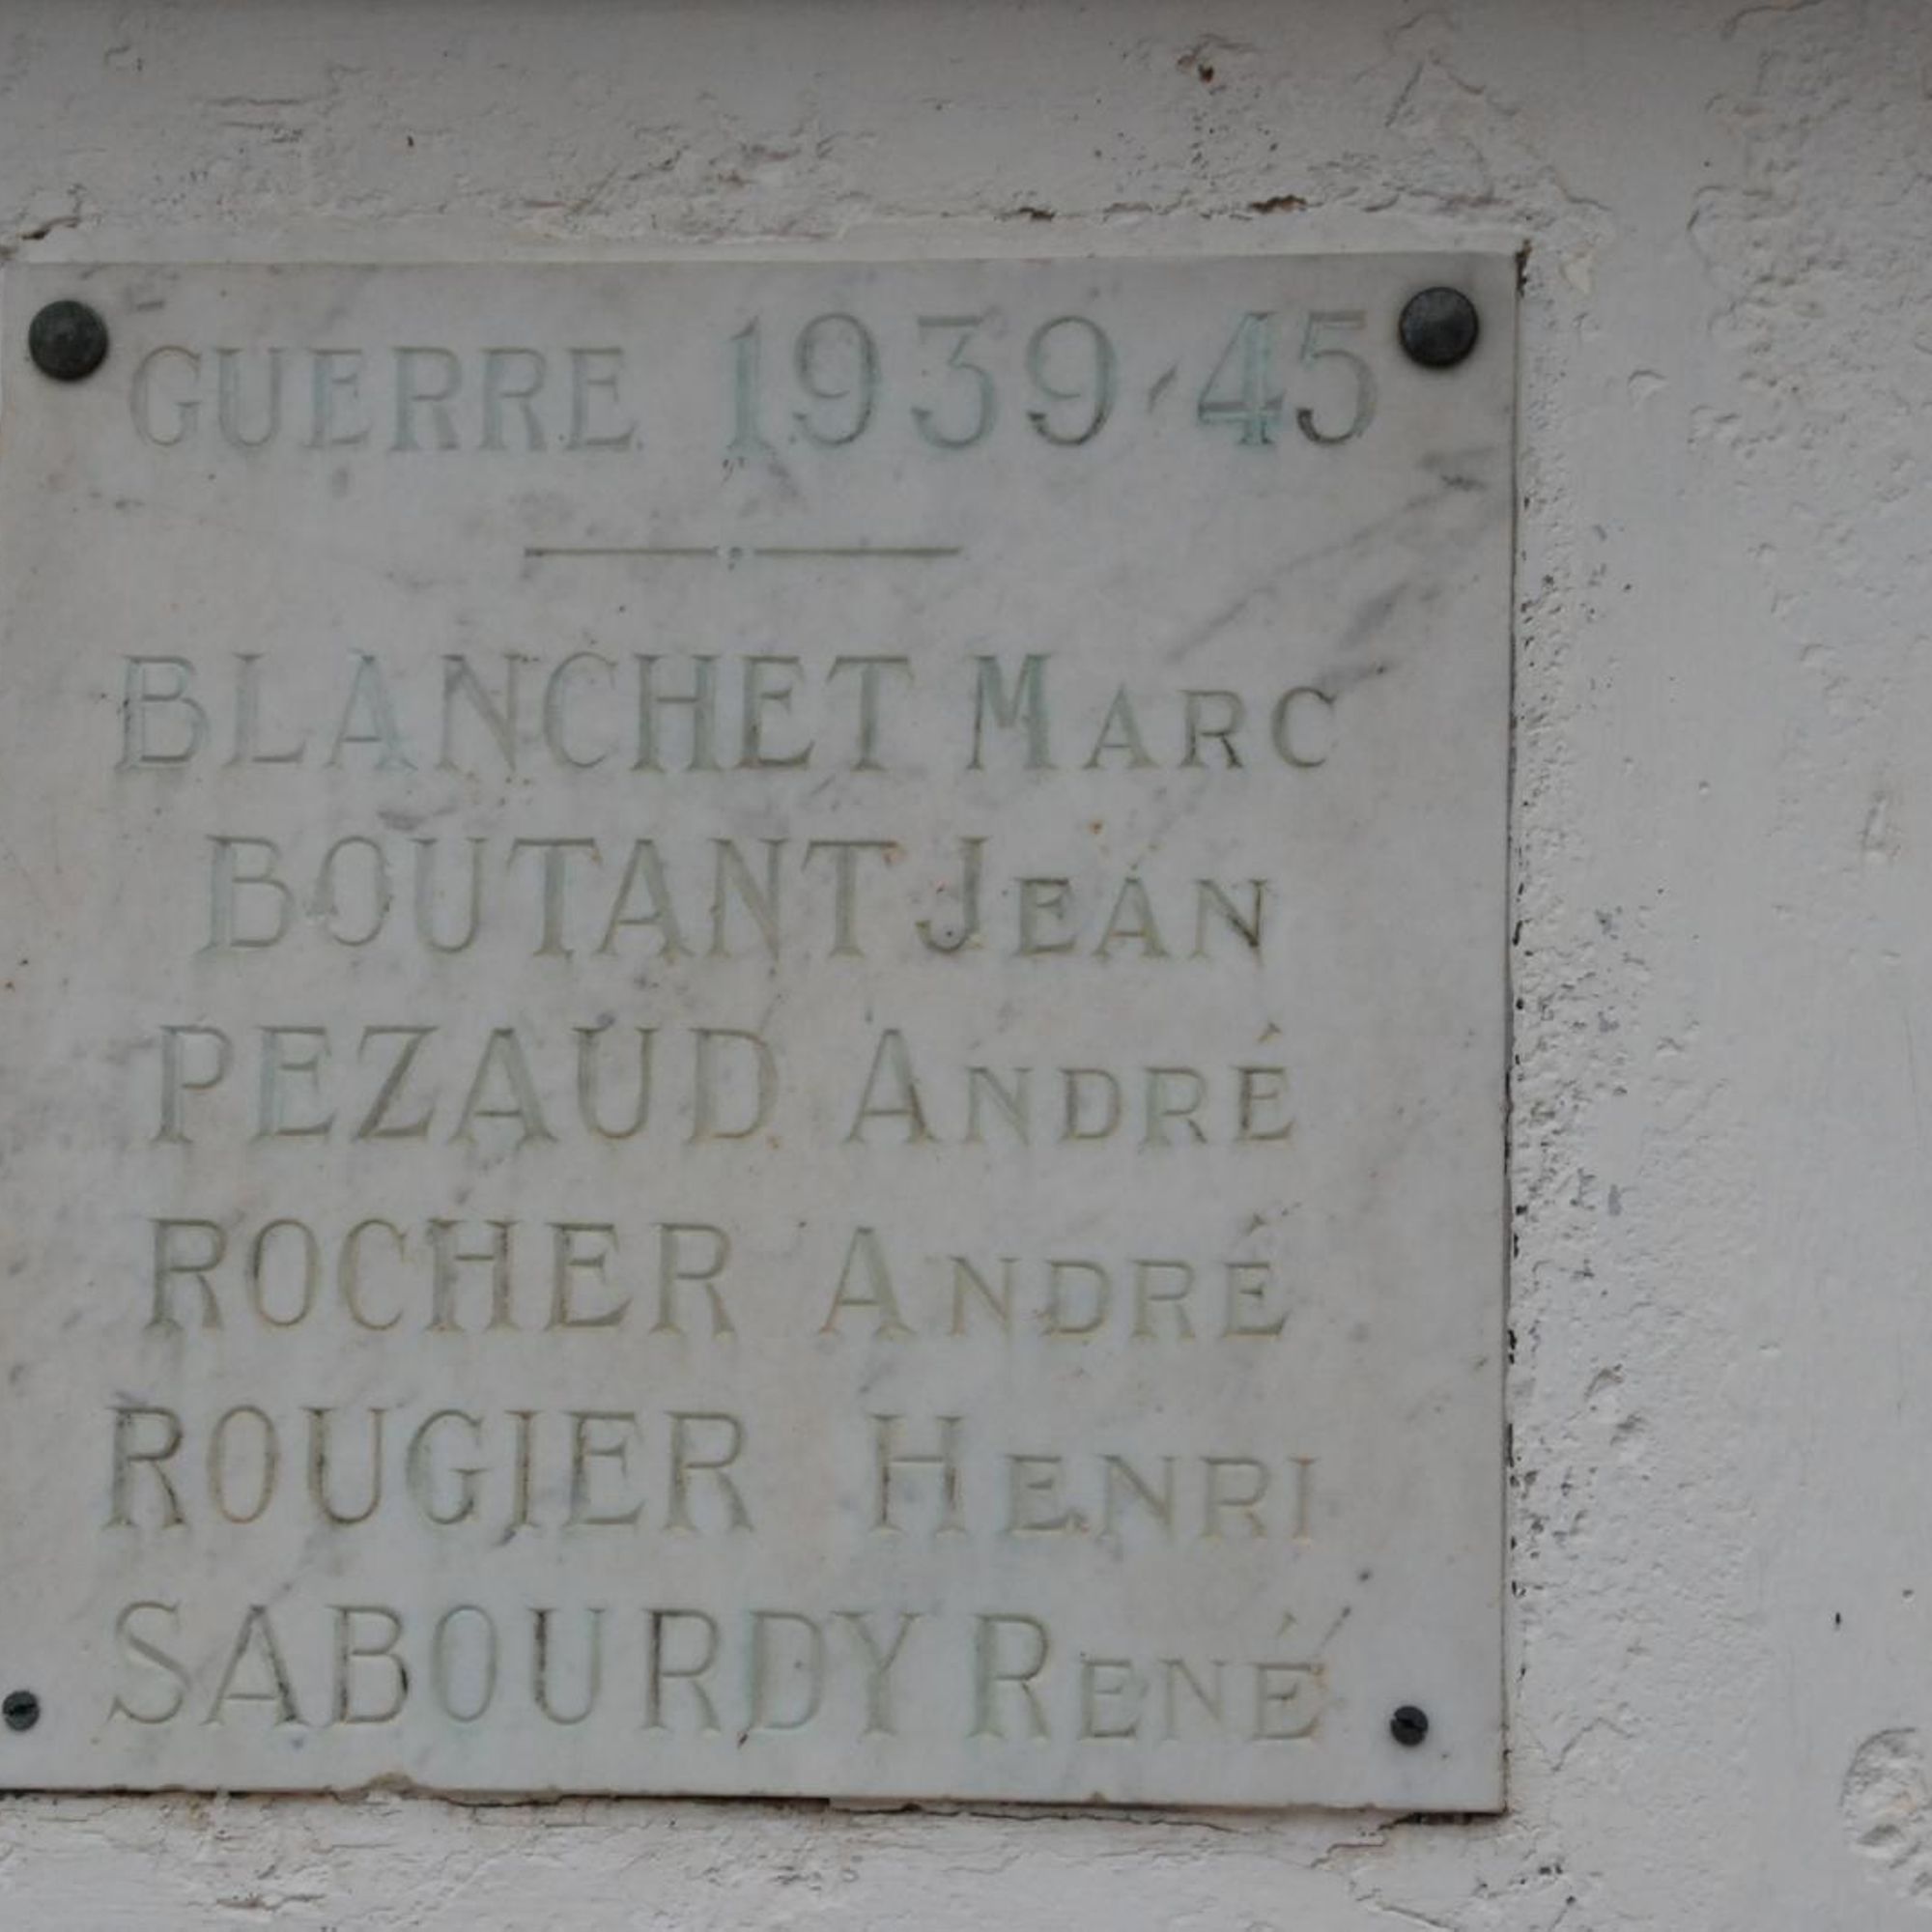 GUERRE 1939-45
BLANCHET MARC
BOUTANT JEAN
PEZAUD ANDRÉ
ROCHER ANDRÉ
ROUGIER HENRI
SABOURDY RENÉ